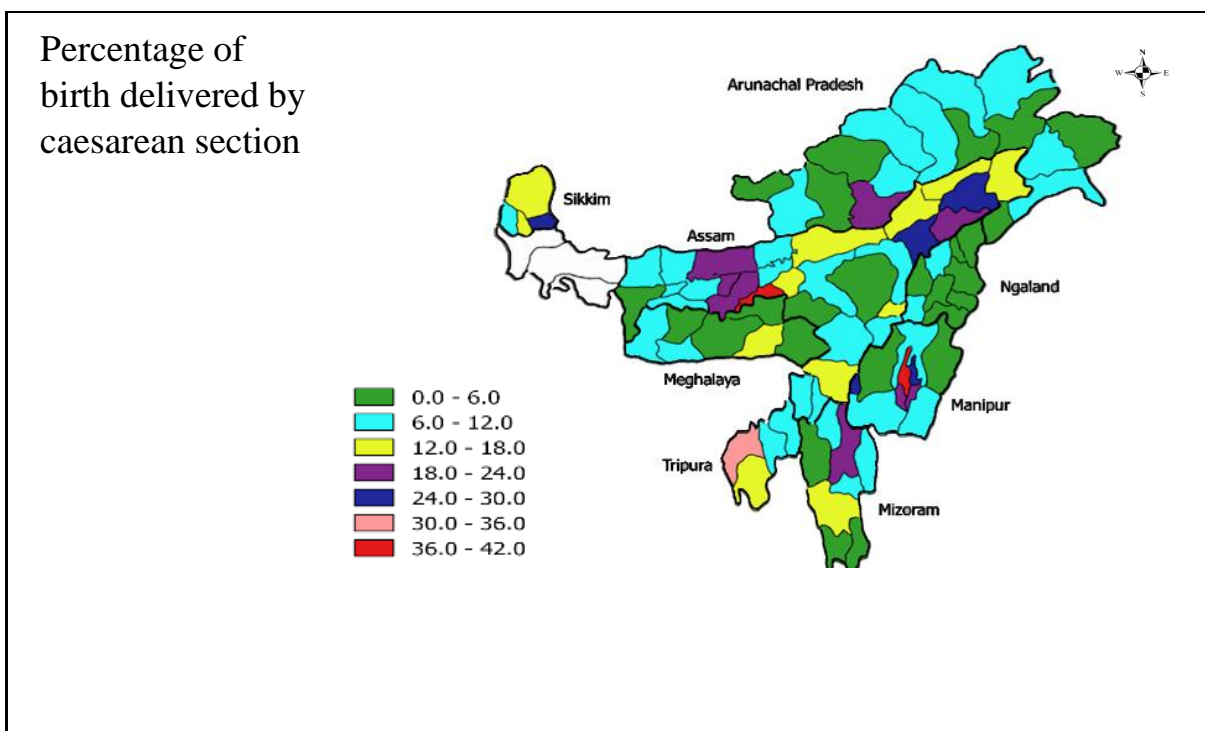 Percentage of
birth delivered by
caesarean section
N
W E
S
Arunachal Pradesh
Sikkim
Assam
Ngaland
Meghalaya
Manipur
Tripura
Mizoram
0.0 - 6.0
6.0 - 12.0
12.0 - 18.0
18.0 - 24.0
24.0 - 30.0
30.0 - 36.0
36.0 - 42.0